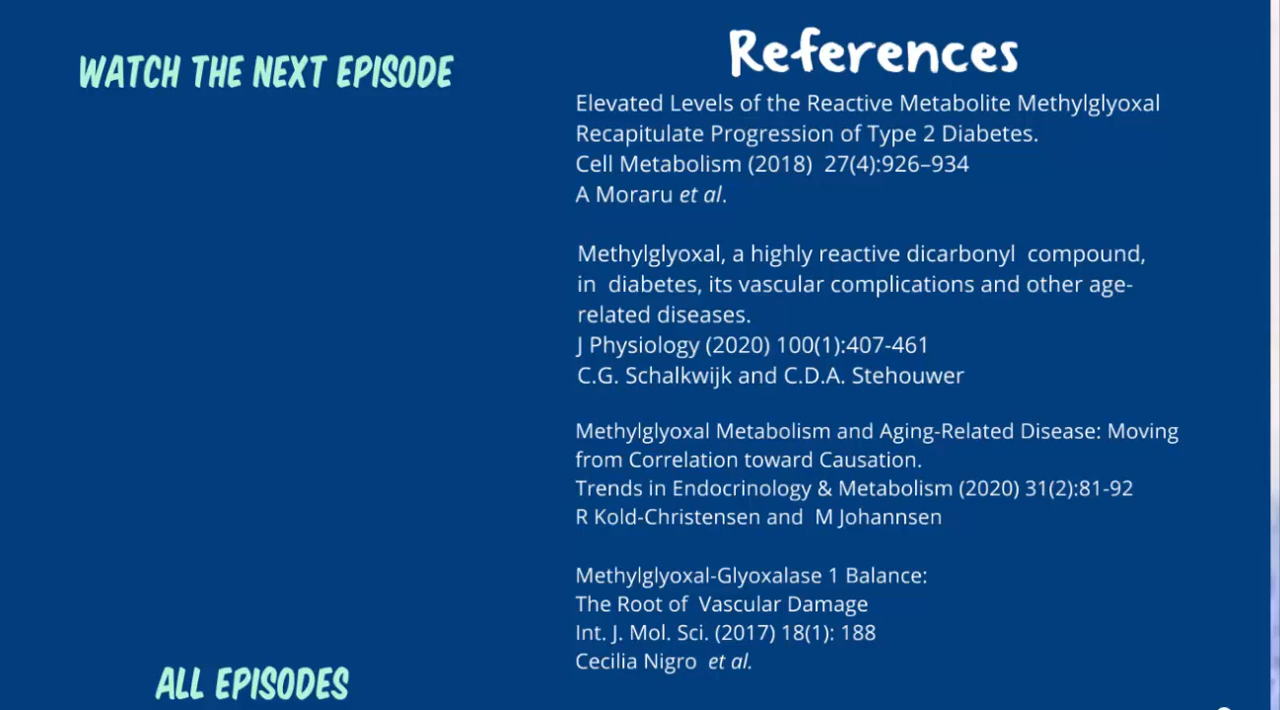 WATCH THE NEXT EPISODE
References
Elevated Levels of the Reactive Metabolite Methylglyoxal
Recapitulate Progression of Type 2 Diabetes.
Cell Metabolism (2018) 27(4):926–934
A Moraru et al.
Methylglyoxal, a highly reactive dicarbonyl compound,
in diabetes, its vascular complications and other age-
related diseases.
J Physiology (2020) 100(1):407-461
C.G. Schalkwijk and C.D.A. Stehouwer
Methylglyoxal Metabolism and Aging-Related Disease: Moving
from Correlation toward Causation.
Trends in Endocrinology & Metabolism (2020) 31(2):81-92
R Kold-Christensen and M Johannsen
Methylglyoxal-Glyoxalase 1 Balance:
The Root of Vascular Damage
Int. J. Mol. Sci. (2017) 18(1): 188
Cecilia Nigro et al.
ALL EPISODES